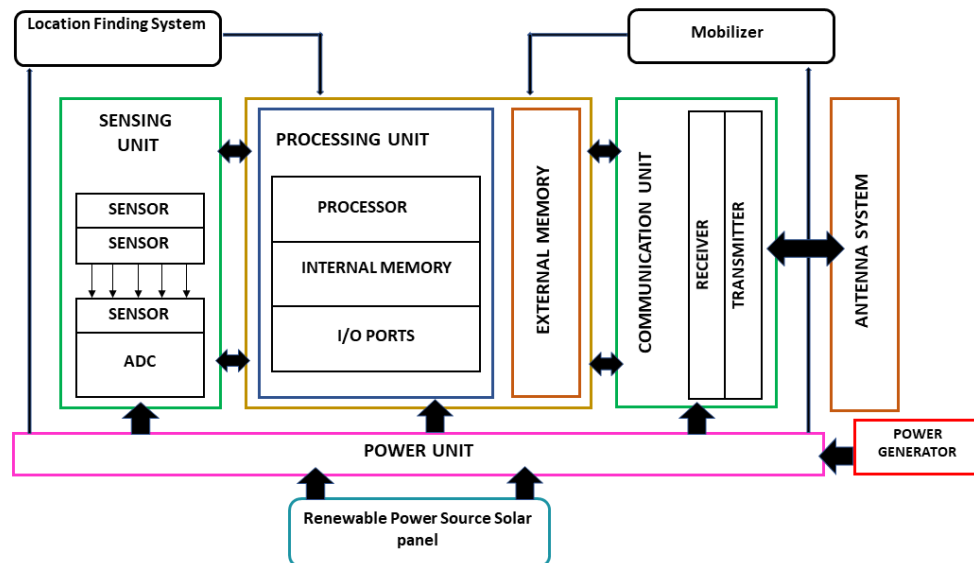 Location Finding System
Mobilizer
SENSING
UNIT
SENSOR
SENSOR
SENSOR
ADC
PROCESSING UNIT
PROCESSOR
INTERNAL MEMORY
I/O PORTS
EXTERNAL MEMORY
COMMUNICATION UNIT
RECEIVER
TRANSMITTER
ANTENNA SYSTEM
POWER UNIT
POWER
GENERATOR
Renewable Power Source Solar
panel